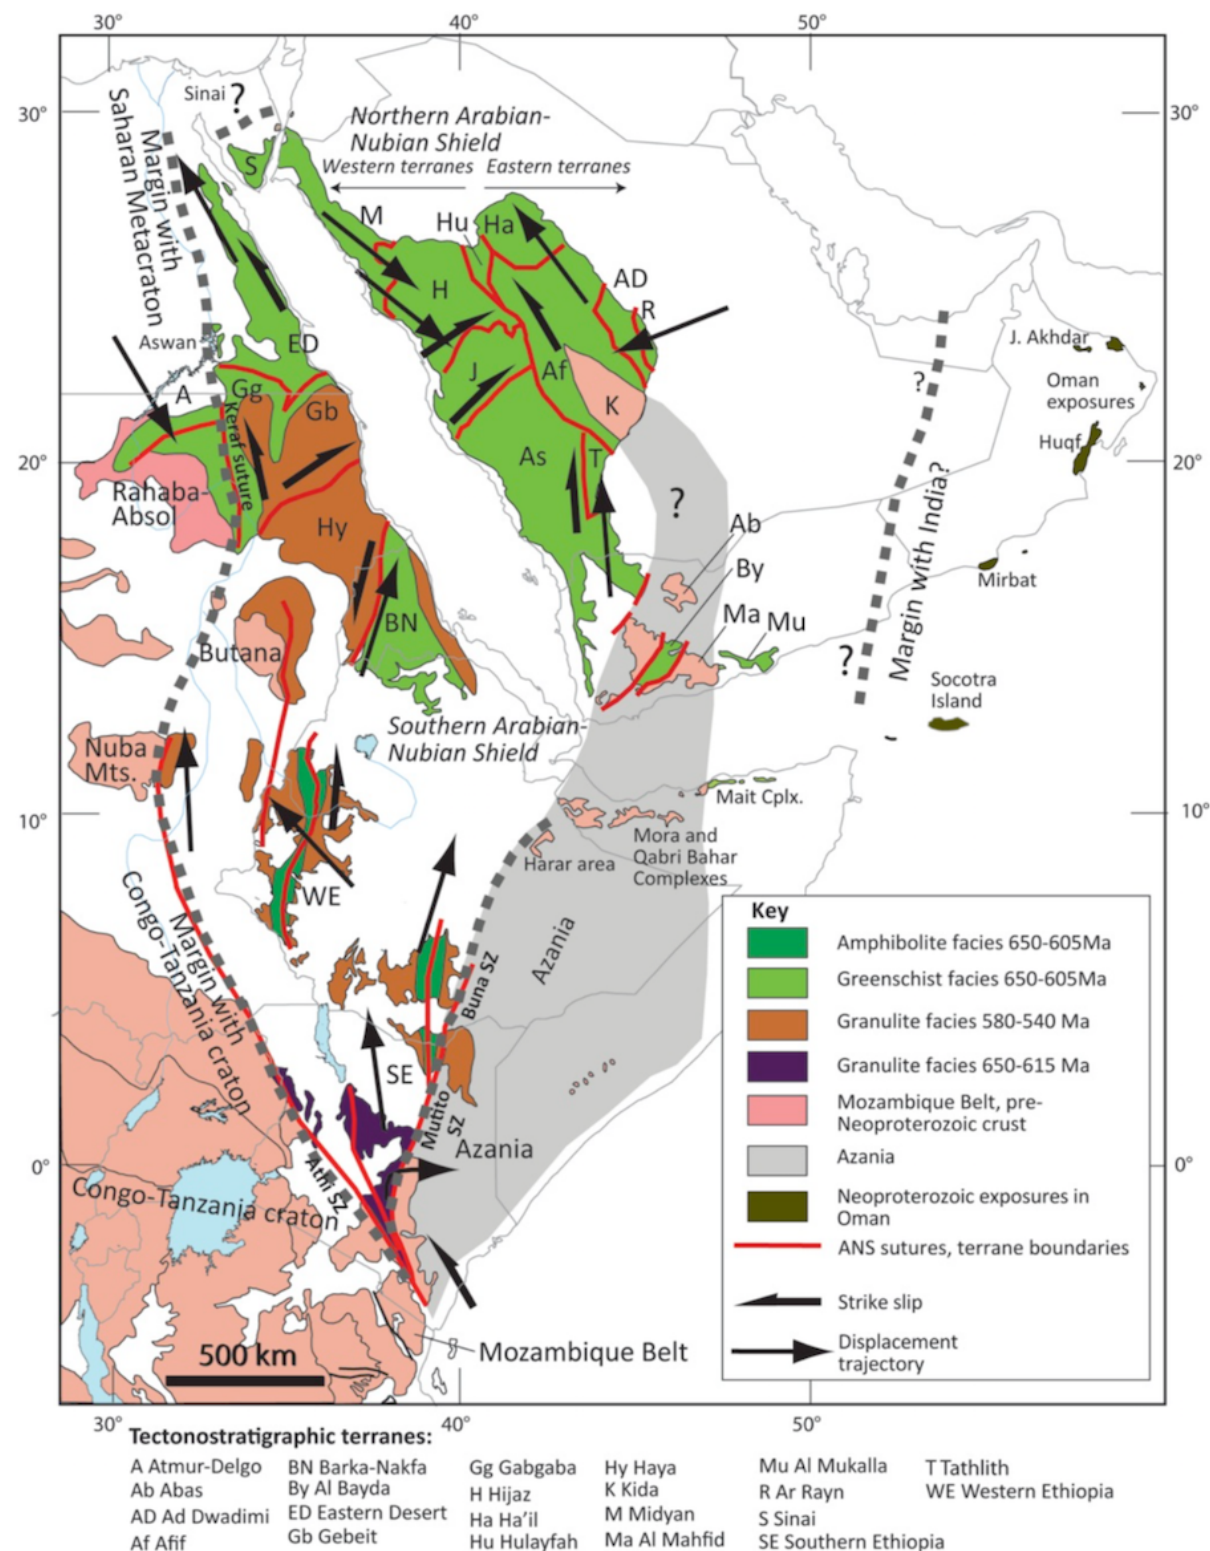 30°
40°
50°
30°
30°
Sinai
?
Northern Arabian-
Nubian Shield
Western terranes
Eastern terranes
Margin with
Saharan Metacraton
S
M
Hu
Ha
AD
R
H
Aswan
ED
J
Af
K
J. Akhdar
?
Oman
exposures
Huqf
A
Gg
Gb
Keraf suture
As
T
20°
20°
Rahaba-
Absol
Hy
?
Ab
By
Ma
Mu
Mirbat
Margin with India?
?
BN
Butana
Socotra
Island
Southern Arabian-
Nubian Shield
Nuba
Mts.
10°
10°
Mait Cplx.
Mora and
Qabri Bahar
Complexes
Harar area
WE
Margin with
Congo-Tanzania craton
Azania
Buna SZ
SE
Mutito
SZ
Azania
0°
0°
Athi SZ
Congo-Tanzania craton
500 km
Mozambique Belt
Key
Amphibolite facies 650-605Ma
Greenschist facies 650-605Ma
Granulite facies 580-540 Ma
Granulite facies 650-615 Ma
Mozambique Belt, pre-
Neoproterozoic crust
Azania
Neoproterozoic exposures in
Oman
ANS sutures, terrane boundaries
Strike slip
Displacement
trajectory
30°
40°
50°
Tectonostratigraphic terranes:
A Atmur-Delgo
Ab Abas
AD Ad Dwadimi
Af Afif
BN Barka-Nakfa
By Al Bayda
ED Eastern Desert
Gb Gebeit
Gg Gabgaba
H Hijaz
Ha Ha'il
Hu Hulayfah
Hy Haya
K Kida
M Midyan
Ma Al Mahfid
Mu Al Mukalla
R Ar Rayn
S Sinai
SE Southern Ethiopia
T Tathlith
WE Western Ethiopia